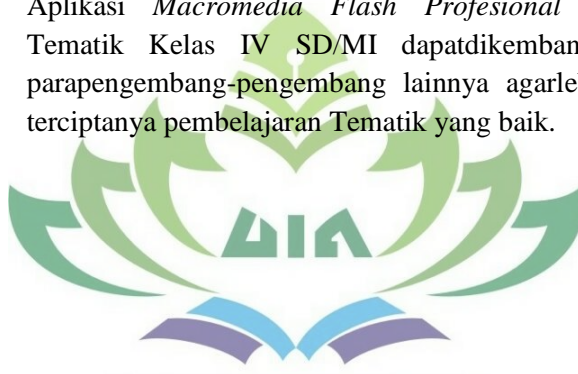 Aplikasi Macromedia Flash Profesional
Tematik Kelas IV SD/MI dapatdikemban
parapengembang-pengembang lainnya agarle
terciptanya pembelajaran Tematik yang baik.
UIN